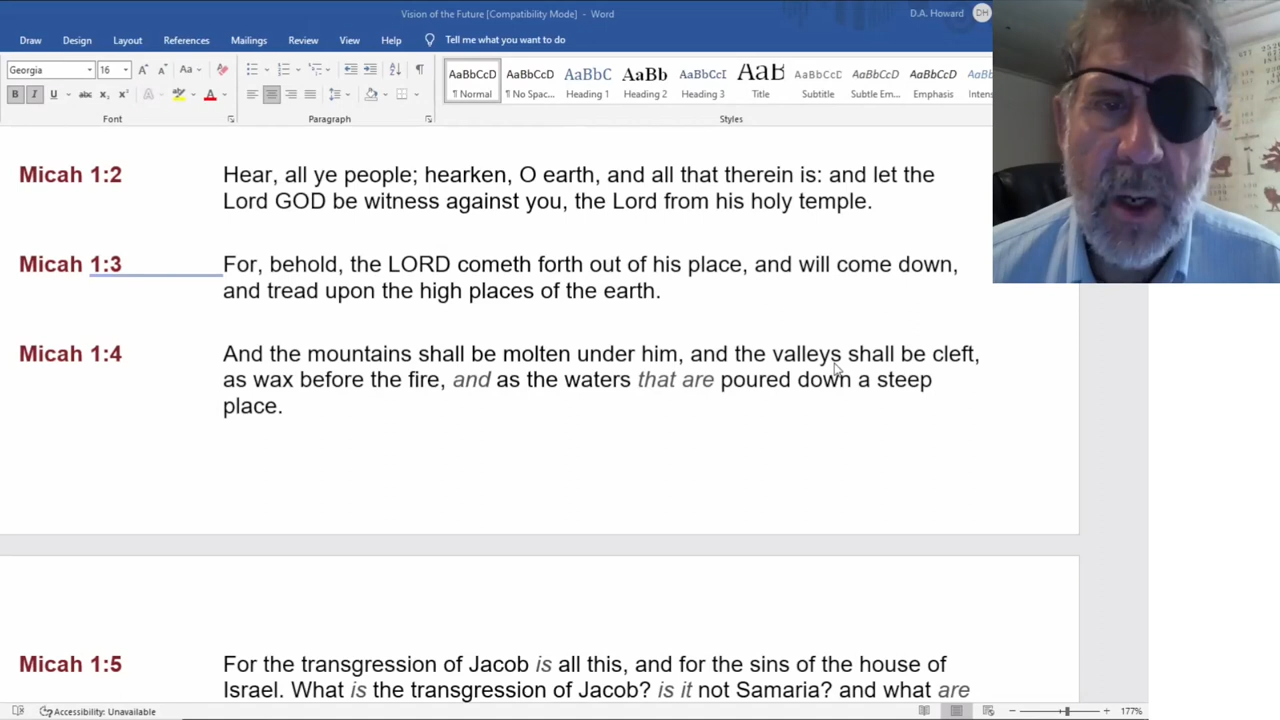 Vision of the Future [Compatibility Mode] - Word
D.A. Howard DH
Draw Design Layout References Mailings Review View Help Tell me what you want to do
Georgia 16 Aa
AaBbCcD AaBbCcD AaBbC AaBb AaBbCcI AaB AaBbCcD AaBbCcD AaBbCcD AaBb
B I U abc x₂ x² A ab A
¶ Normal ¶ No Spac... Heading 1 Heading 2 Heading 3 Title Subtitle Subtle Em... Emphasis Intens
Font Paragraph Styles
Micah 1:2 Hear, all ye people; hearken, O earth, and all that therein is: and let the
Lord GOD be witness against you, the Lord from his holy temple.
Micah 1:3 For, behold, the LORD cometh forth out of his place, and will come down,
and tread upon the high places of the earth.
Micah 1:4 And the mountains shall be molten under him, and the valleys shall be cleft,
as wax before the fire, and as the waters that are poured down a steep
place.
Micah 1:5 For the transgression of Jacob is all this, and for the sins of the house of
Israel. What is the transgression of Jacob? is it not Samaria? and what are
Accessibility: Unavailable 177%